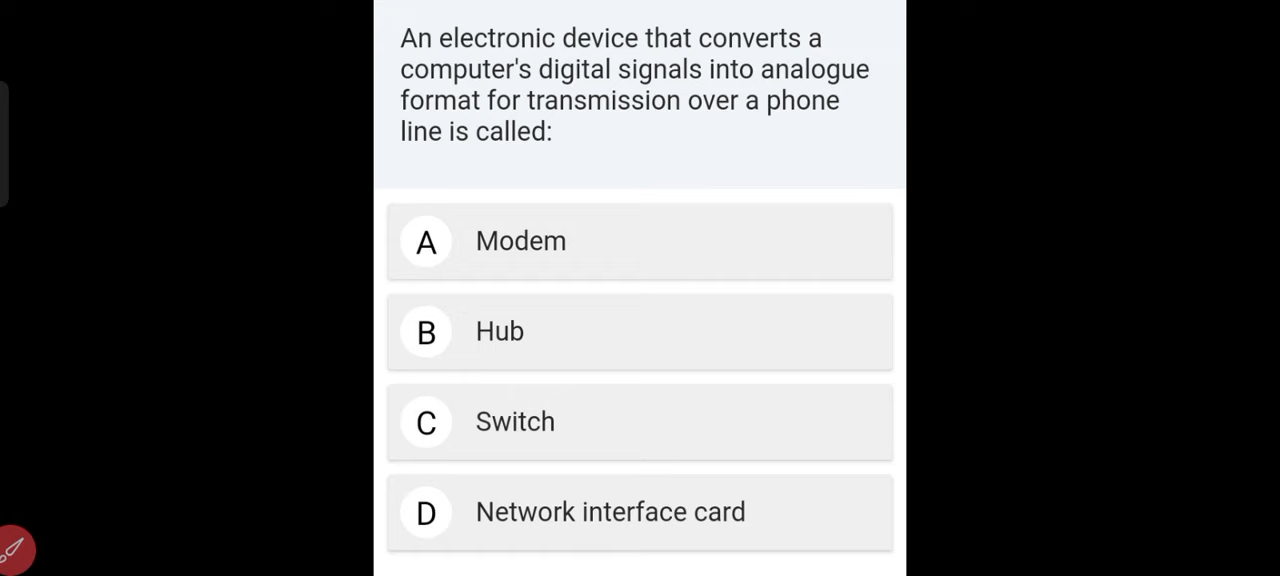 An electronic device that converts a
computer's digital signals into analogue
format for transmission over a phone
line is called:
A Modem
B Hub
C Switch
D Network interface card